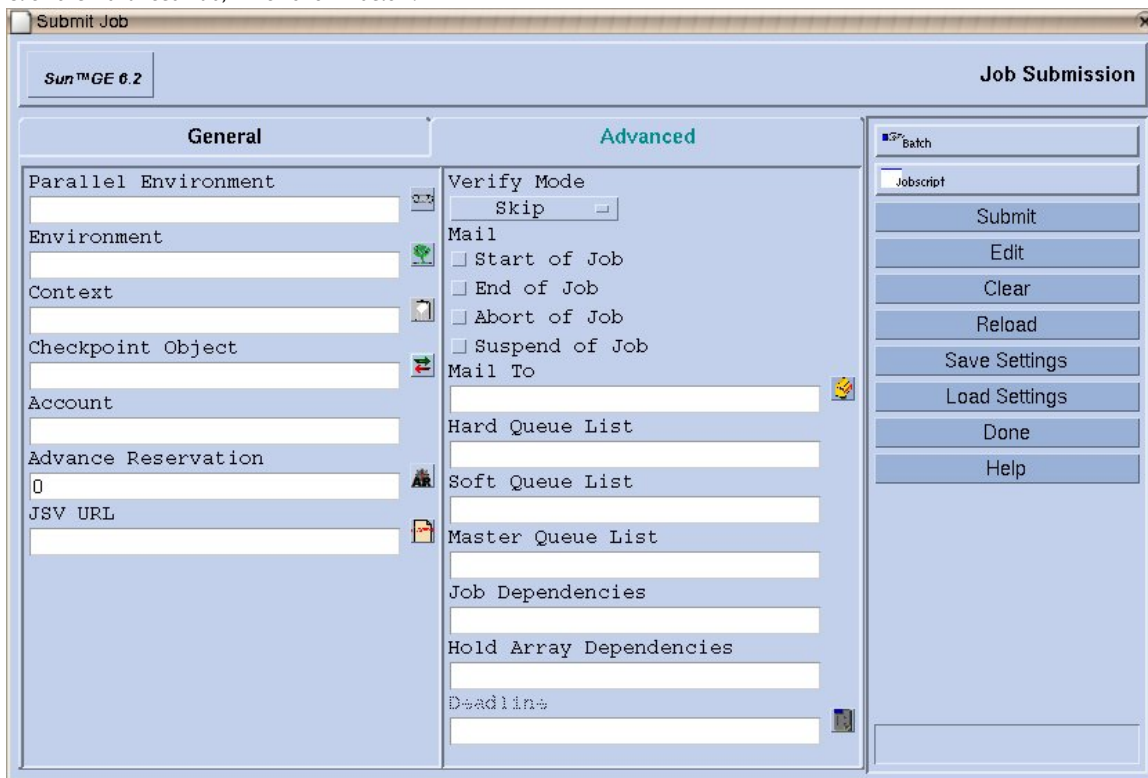 Submit Job
Sun™GE 6.2
Job Submission
General
Advanced
Parallel Environment
Environment
Context
Checkpoint Object
Account
Advance Reservation
0
AR
JSV URL
Verify Mode
Skip
Mail
Start of Job
End of Job
Abort of Job
Suspend of Job
Mail To
Hard Queue List
Soft Queue List
Master Queue List
Job Dependencies
Hold Array Dependencies
Deadline
Batch
Jobscript
Submit
Edit
Clear
Reload
Save Settings
Load Settings
Done
Help